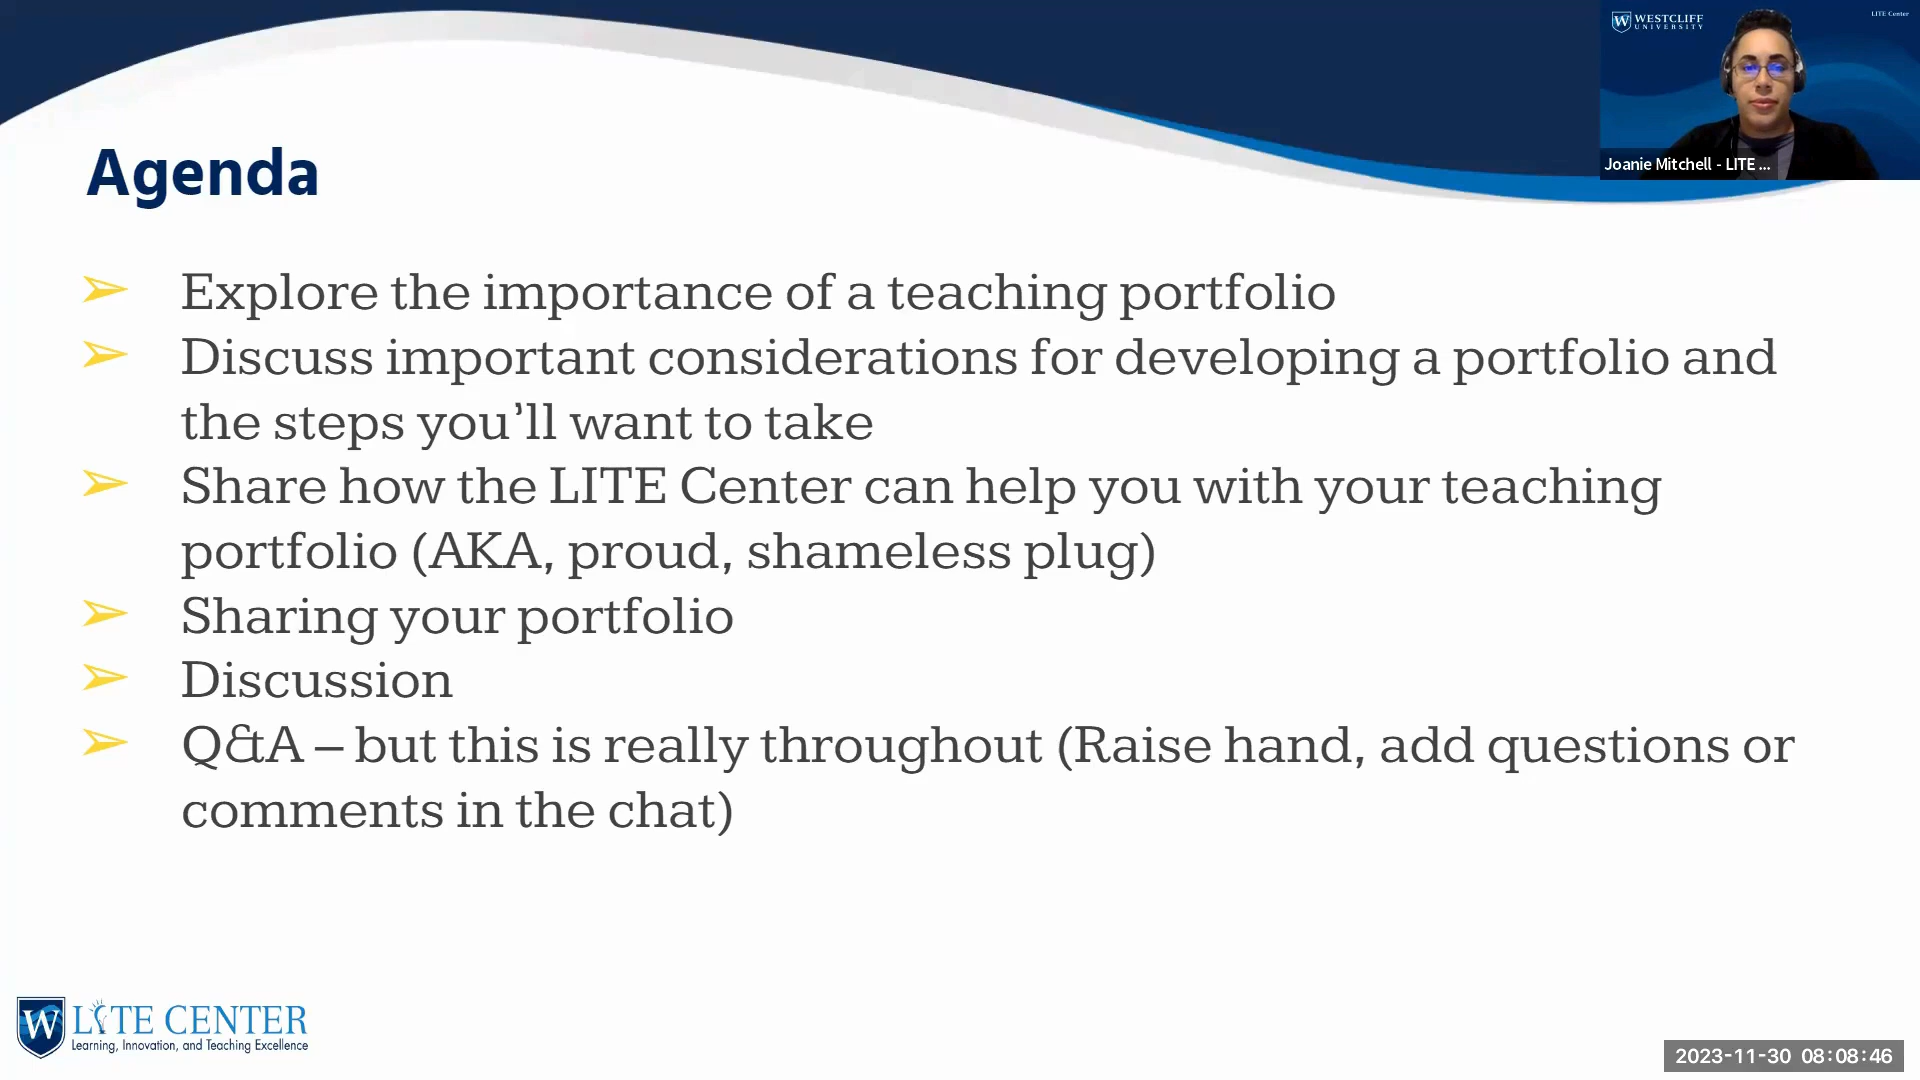 WESTCLIFF
UNIVERSITY
LITE Center
Joanie Mitchell - LITE ...
Agenda
➢ Explore the importance of a teaching portfolio
➢ Discuss important considerations for developing a portfolio and
the steps you’ll want to take
➢ Share how the LITE Center can help you with your teaching
portfolio (AKA, proud, shameless plug)
➢ Sharing your portfolio
➢ Discussion
➢ Q&A – but this is really throughout (Raise hand, add questions or
comments in the chat)
W LITE CENTER
Learning, Innovation, and Teaching Excellence
2023-11-30 08:08:46